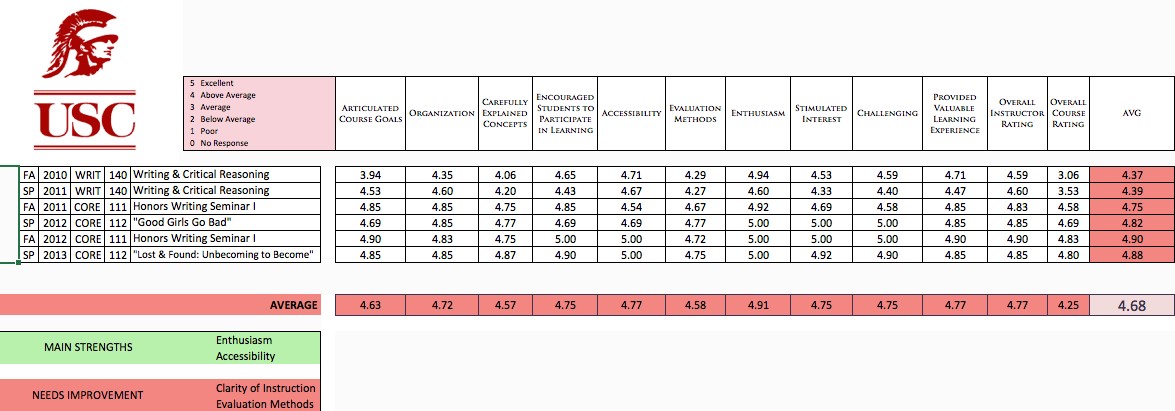 USC
5 Excellent
4 Above Average
3 Average
2 Below Average
1 Poor
0 No Response
Articulated Course Goals
Organization
Carefully Explained Concepts
Encouraged Students to Participate in Learning
Accessibility
Evaluation Methods
Enthusiasm
Stimulated Interest
Challenging
Provided Valuable Learning Experience
Overall Instructor Rating
Overall Course Rating
AVG
FA 2010 WRIT 140 Writing & Critical Reasoning 3.94 4.35 4.06 4.65 4.71 4.29 4.94 4.53 4.59 4.71 4.59 3.06 4.37
SP 2011 WRIT 140 Writing & Critical Reasoning 4.53 4.60 4.20 4.43 4.67 4.27 4.60 4.33 4.40 4.47 4.60 3.53 4.39
FA 2011 CORE 111 Honors Writing Seminar I 4.85 4.85 4.75 4.85 4.54 4.67 4.92 4.69 4.58 4.85 4.83 4.58 4.75
SP 2012 CORE 112 "Good Girls Go Bad" 4.69 4.85 4.77 4.69 4.69 4.77 5.00 5.00 5.00 4.85 4.85 4.69 4.82
FA 2012 CORE 111 Honors Writing Seminar I 4.90 4.83 4.75 5.00 5.00 4.72 5.00 5.00 5.00 4.90 4.90 4.83 4.90
SP 2013 CORE 112 "Lost & Found: Unbecoming to Become" 4.85 4.85 4.87 4.90 5.00 4.75 5.00 4.92 4.90 4.85 4.85 4.80 4.88
AVERAGE 4.63 4.72 4.57 4.75 4.77 4.58 4.91 4.75 4.75 4.77 4.77 4.25 4.68
MAIN STRENGTHS
Enthusiasm
Accessibility
NEEDS IMPROVEMENT
Clarity of Instruction
Evaluation Methods